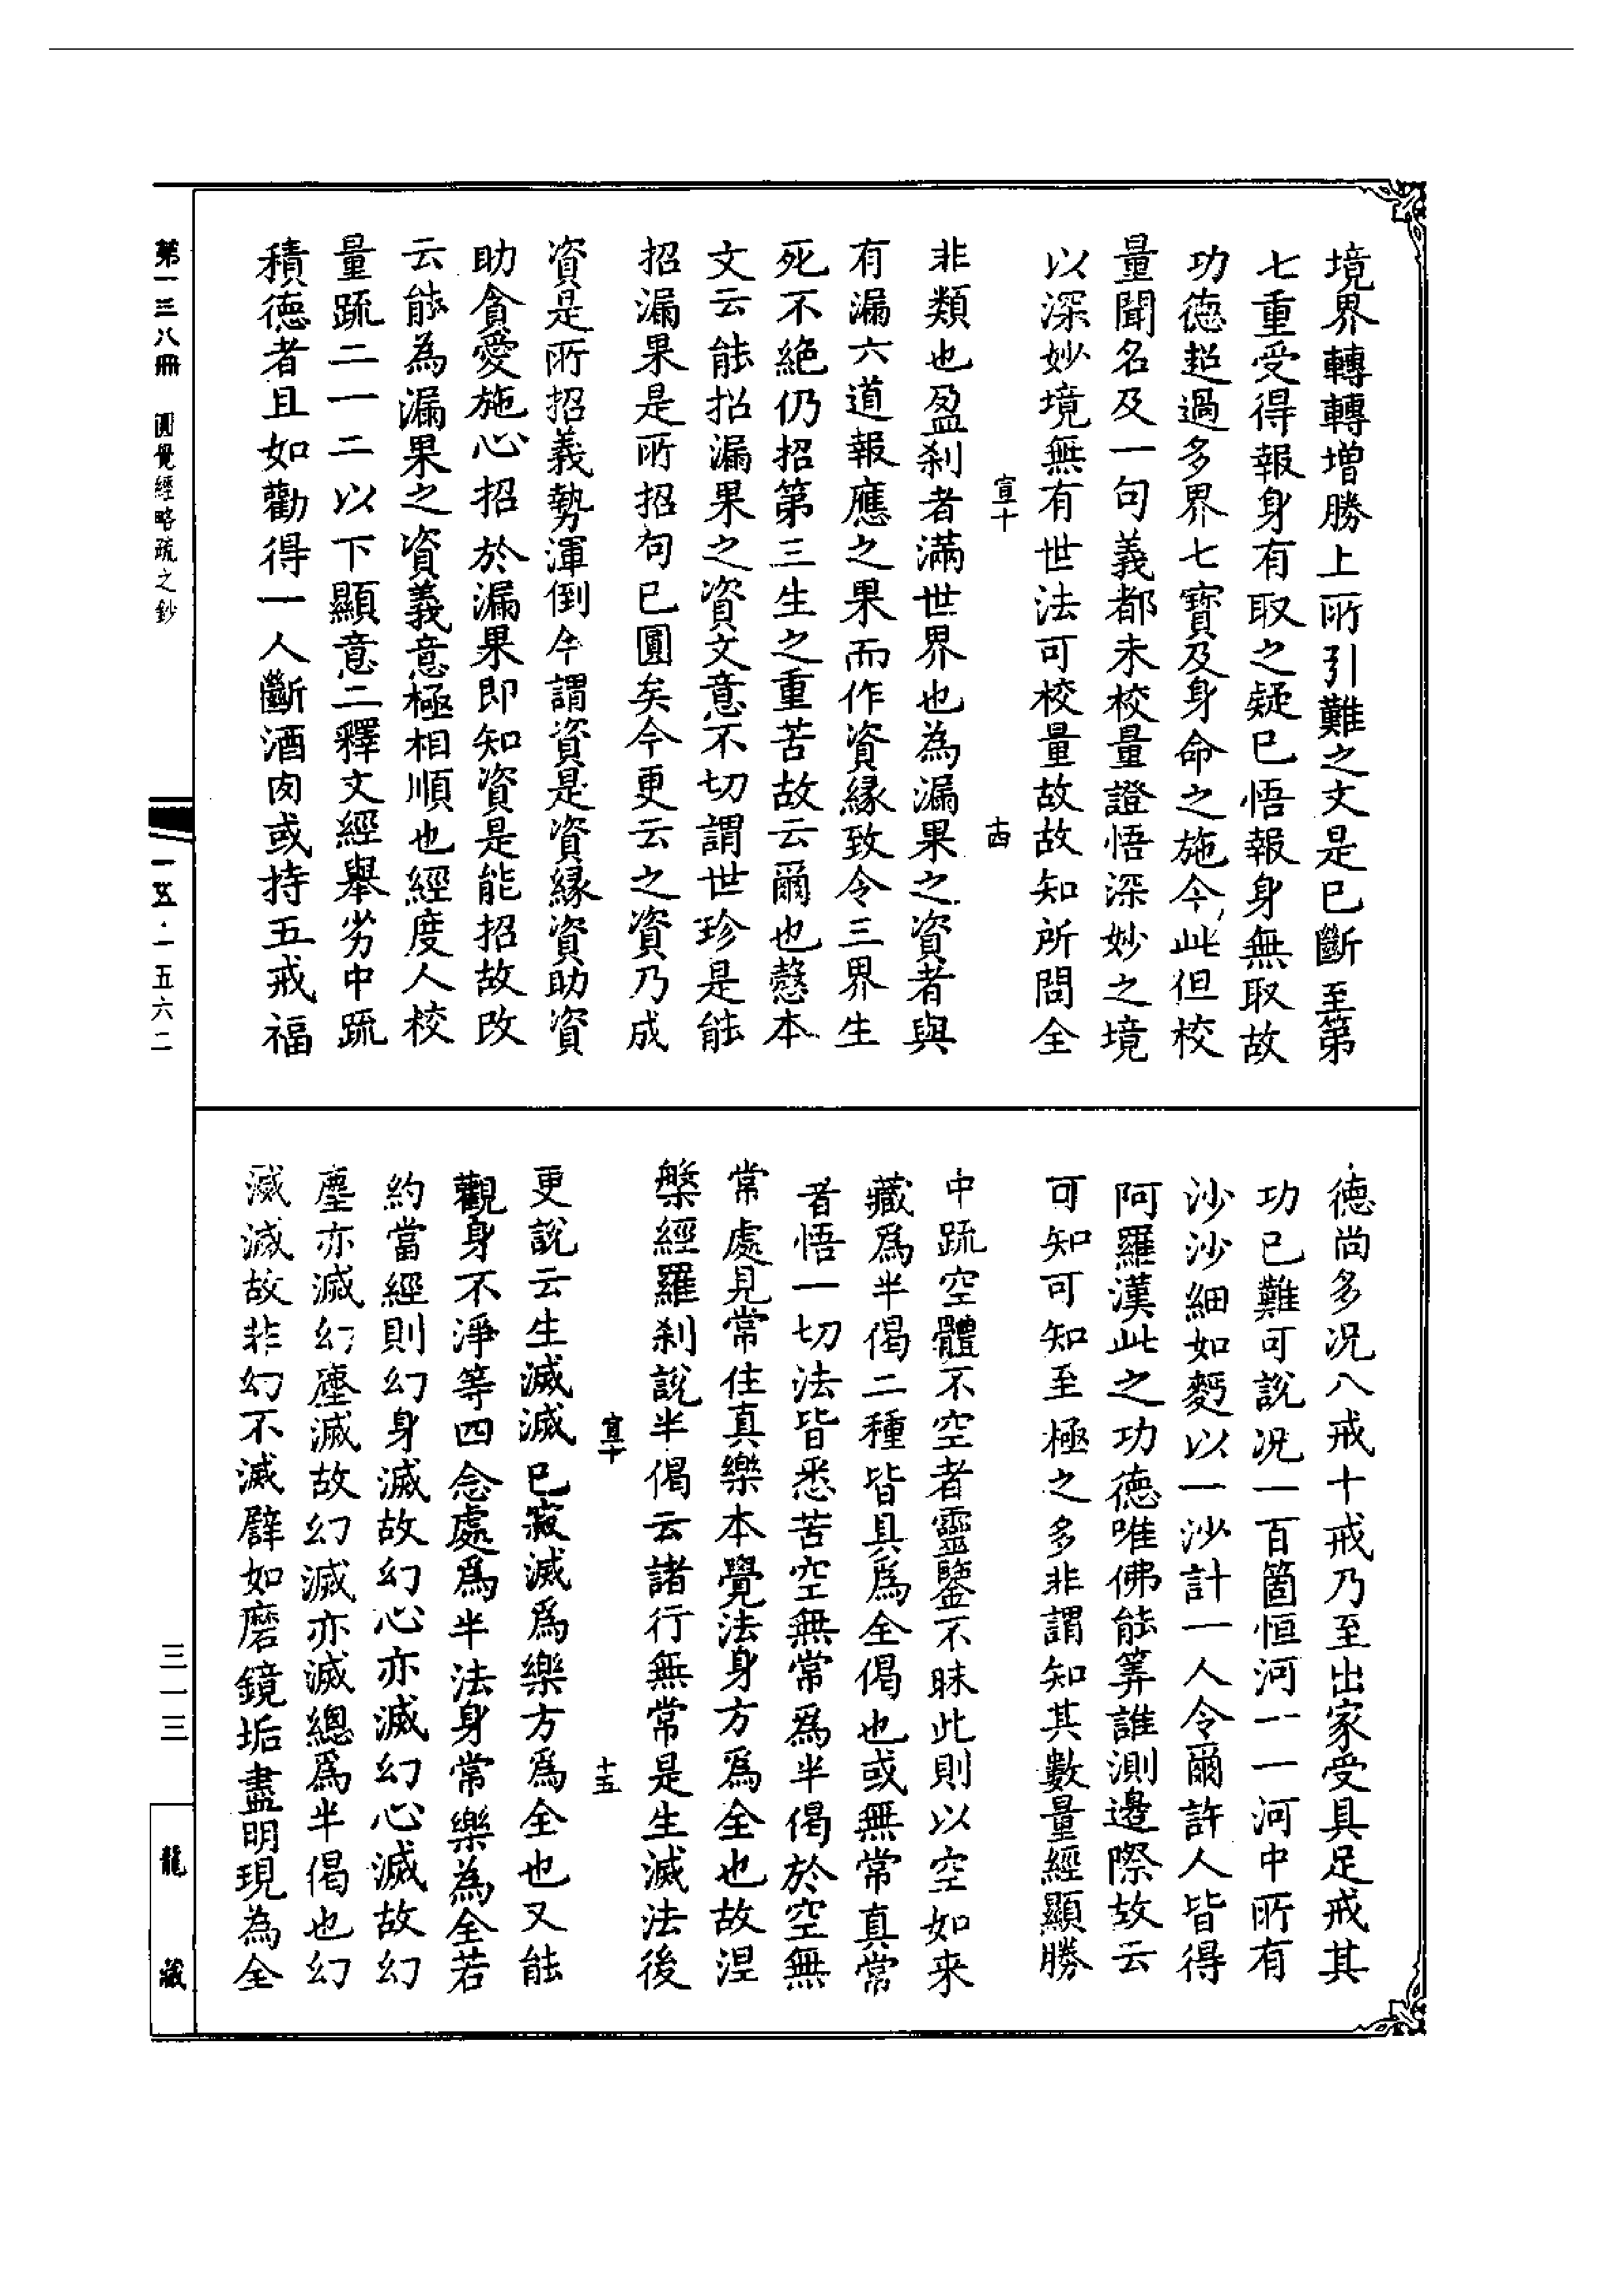 境界轉轉增勝上所引難之文是已斷至第
七重受得報身有取之疑已悟報身無取故
功德超過多界七寶及身命之施今此但校
量聞名及一句義都未校量證悟深妙之境
以深妙境無有世法可校量故故知所問全
宣十
十四
非類也盈剎者滿世界也為漏果之資者與
有漏六道報應之果而作資緣致令三界生
死不絕仍招第三生之重苦故云爾也慤本
文云能招漏果之資文意不切謂世珍是能
招漏果是所招句已圓矣今更云之資乃成
資是所招義勢渾倒今謂資是資緣資助資
助貪愛施心招於漏果即知資是能招故改
云能為漏果之資義意極相順也經度人校
量疏二一二以下顯意二釋文經舉劣中疏
積德者且如勸得一人斷酒肉或持五戒福
第一三八冊
圓覺經略疏之鈔
一五·一五六二
德尚多況八戒十戒乃至出家受具足戒其
功已難可說況一百箇恒河一一河中所有
沙沙細如麪以一沙計一人令爾許人皆得
阿羅漢此之功德唯佛能筭誰測邊際故云
可知可知至極之多非謂知其數量經顯勝
中疏空體不空者靈鑒不昧此則以空如来
藏爲半偈二種皆具爲全偈也或無常真常
者悟一切法皆悉苦空無常爲半偈於空無
常處見常住真樂本覺法身方爲全也故涅
槃經羅剎說半偈云諸行無常是生滅法後
宣十
十五
更說云生滅滅已寂滅爲樂方爲全也又能
觀身不淨等四念處爲半法身常樂為全若
約當經則幻身滅故幻心亦滅幻心滅故幻
塵亦滅幻塵滅故幻滅亦滅總爲半偈也幻
滅滅故非幻不滅譬如磨鏡垢盡明現為全
三一三
龍藏